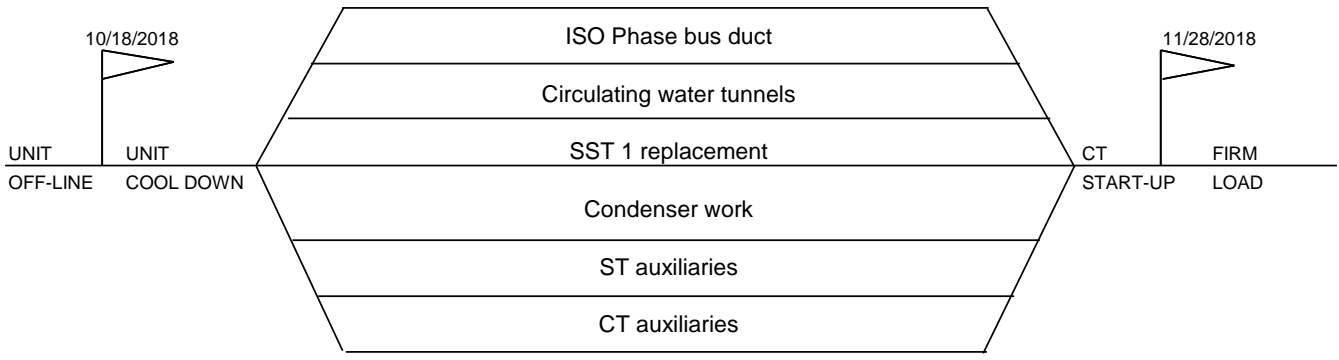 ISO Phase bus duct
10/18/2018
11/28/2018
Circulating water tunnels
SST 1 replacement
UNIT
OFF-LINE
UNIT
COOL DOWN
CT
START-UP
FIRM
LOAD
Condenser work
ST auxiliaries
CT auxiliaries